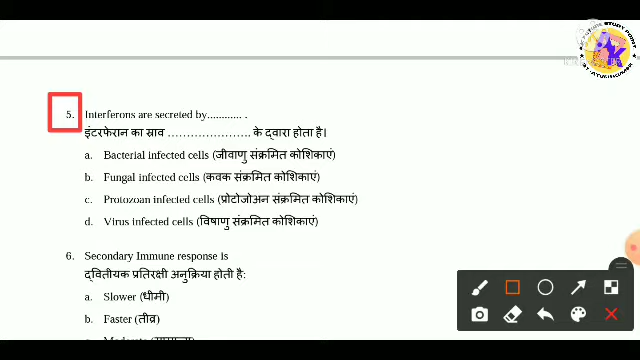 5. Interferons are secreted by............ .
इंटरफेरान का स्राव …………………. के द्वारा होता है।
a. Bacterial infected cells (जीवाणु संक्रमित कोशिकाएं)
b. Fungal infected cells (कवक संक्रमित कोशिकाएं)
c. Protozoan infected cells (प्रोटोजोअन संक्रमित कोशिकाएं)
d. Virus infected cells (विषाणु संक्रमित कोशिकाएं)
6. Secondary Immune response is
द्वितीयक प्रतिरक्षी अनुक्रिया होती है:
a. Slower (धीमी)
b. Faster (तीव्र)